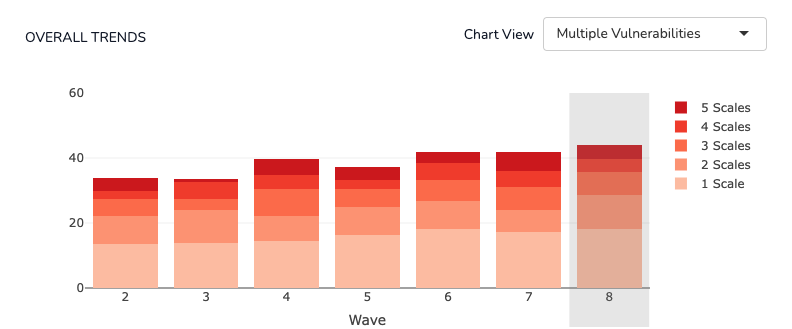 OVERALL TRENDS
Chart View
Multiple Vulnerabilities
60
40
20
0
2 3 4 5 6 7 8
Wave
5 Scales
4 Scales
3 Scales
2 Scales
1 Scale